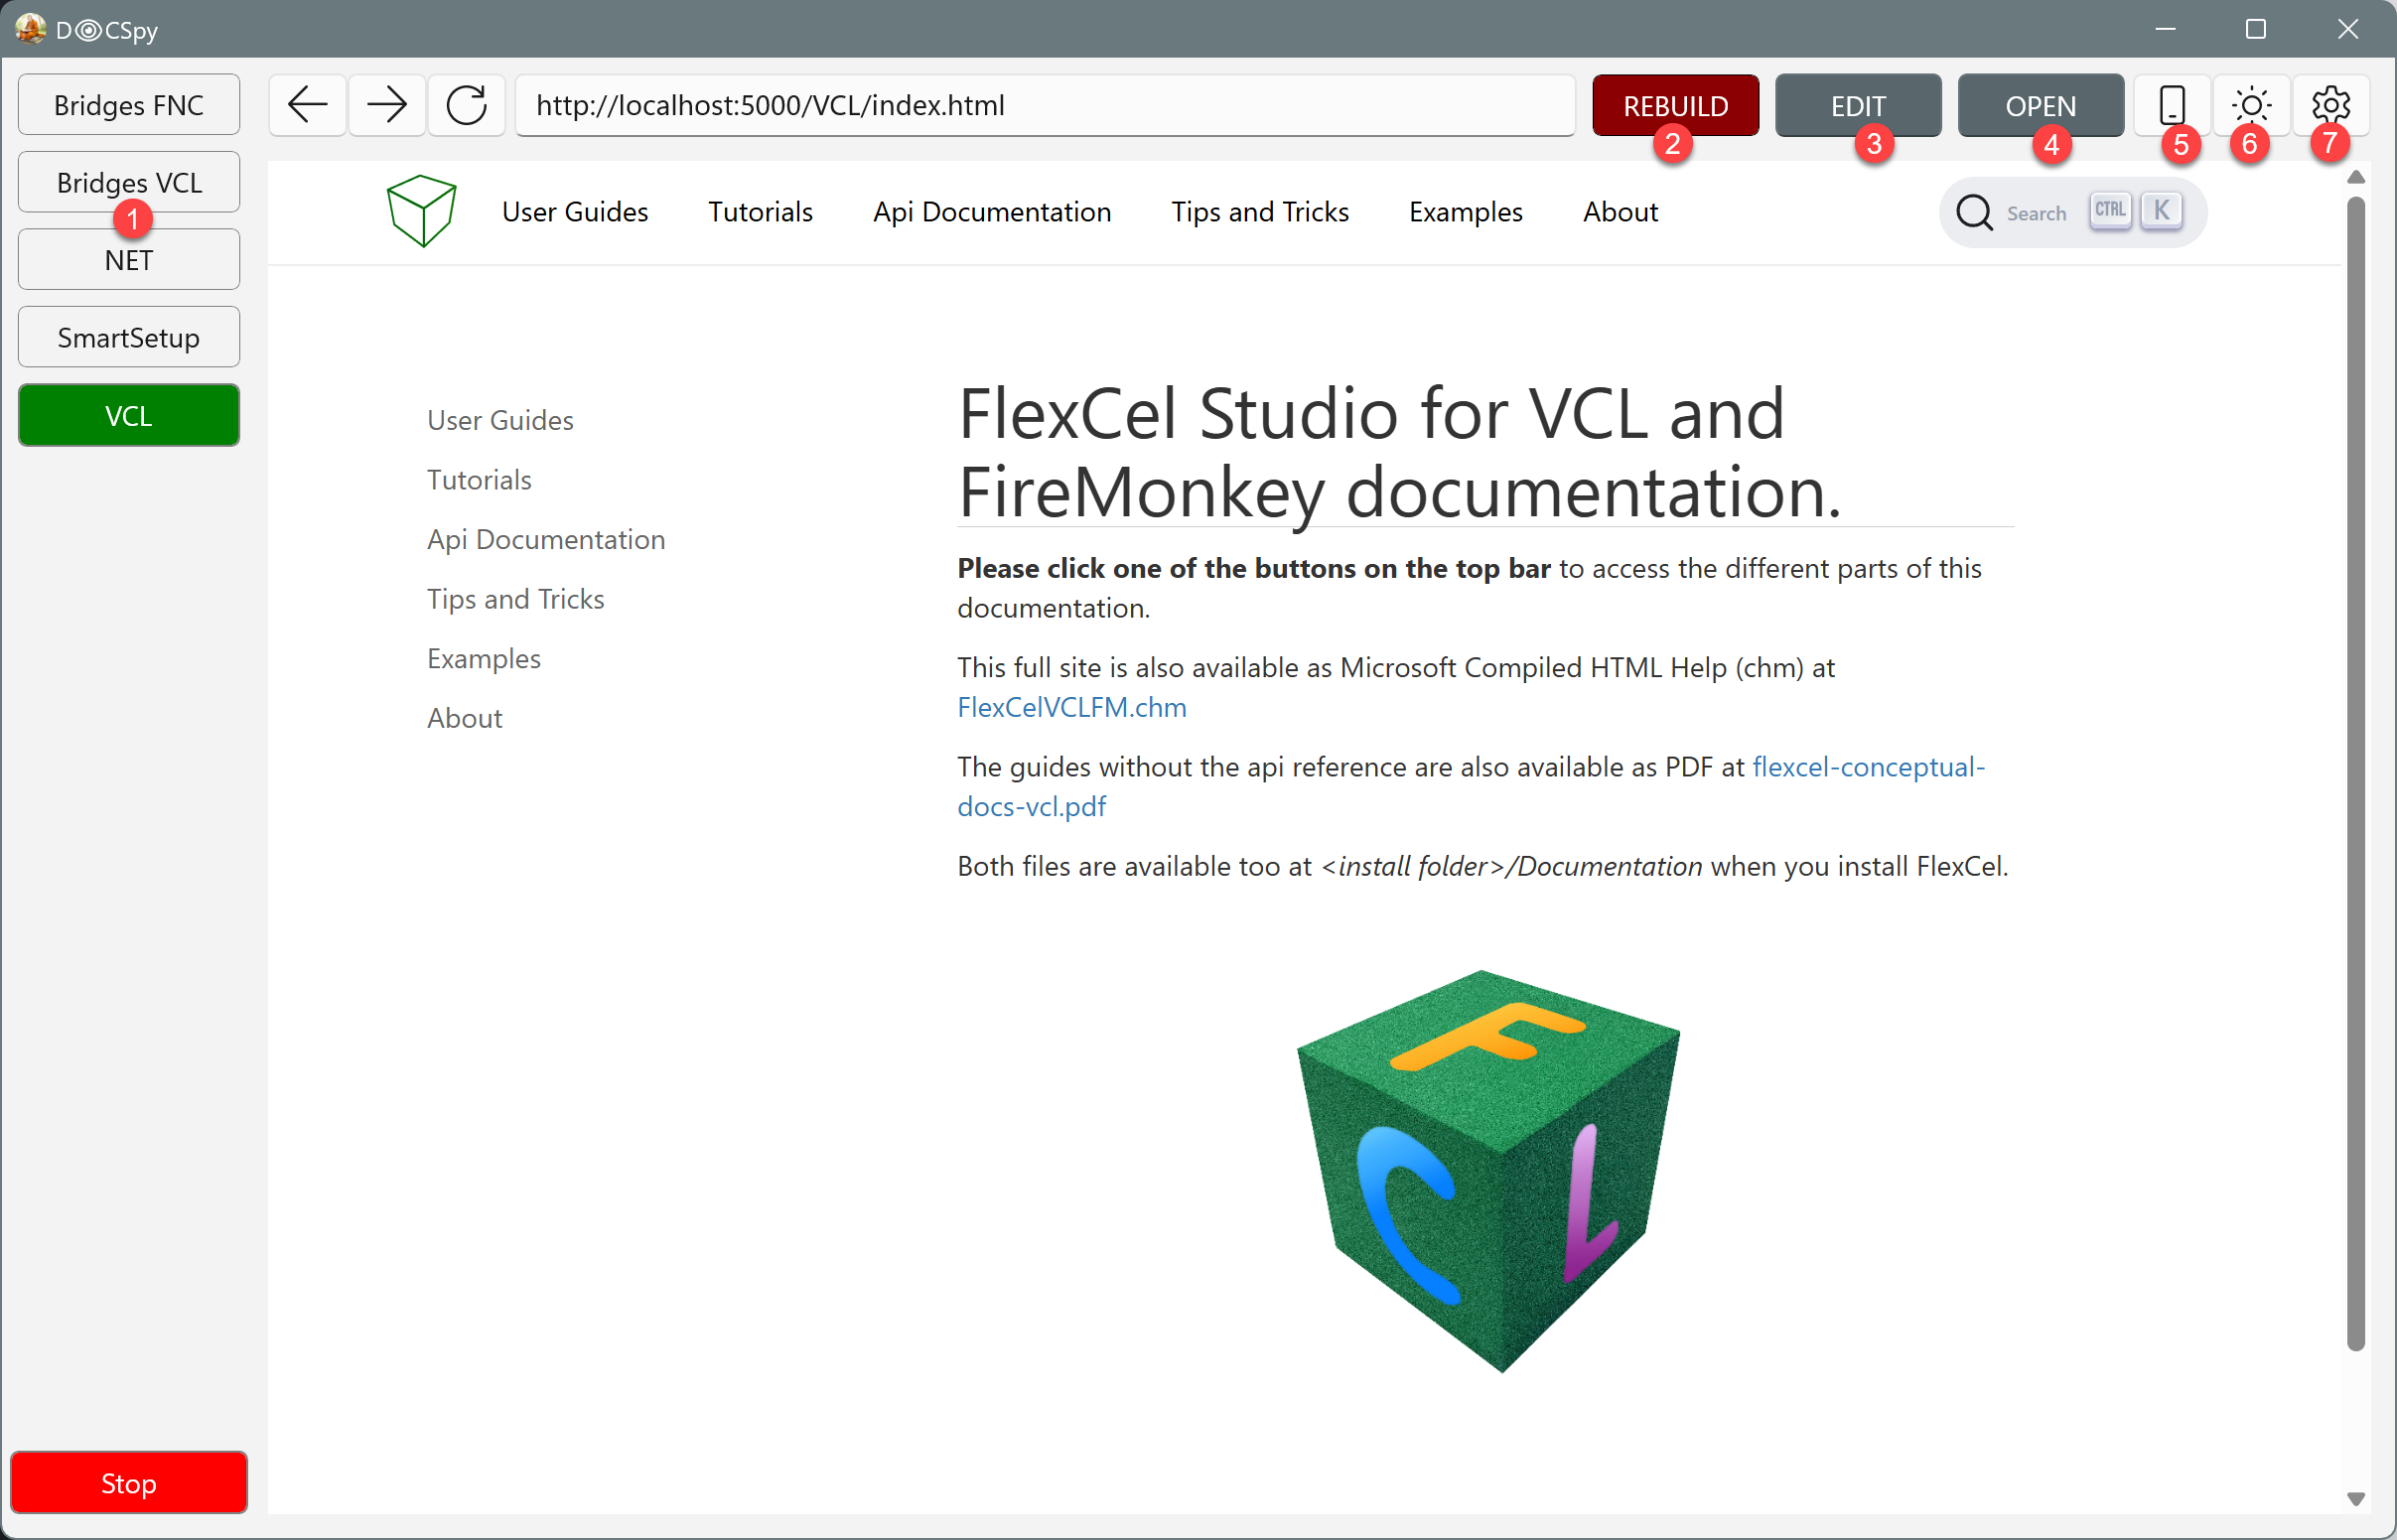 D◎CSpy
Bridges FNC
Bridges VCL
1
NET
SmartSetup
VCL
Stop
http://localhost:5000/VCL/index.html
REBUILD
2
EDIT
3
OPEN
4
5
6
7
User Guides
Tutorials
Api Documentation
Tips and Tricks
Examples
About
Search
CTRL
K
User Guides
Tutorials
Api Documentation
Tips and Tricks
Examples
About
FlexCel Studio for VCL and
FireMonkey documentation.
Please click one of the buttons on the top bar to access the different parts of this
documentation.
This full site is also available as Microsoft Compiled HTML Help (chm) at
FlexCelVCLFM.chm
The guides without the api reference are also available as PDF at flexcel-conceptual-
docs-vcl.pdf
Both files are available too at <install folder>/Documentation when you install FlexCel.
F
C
L